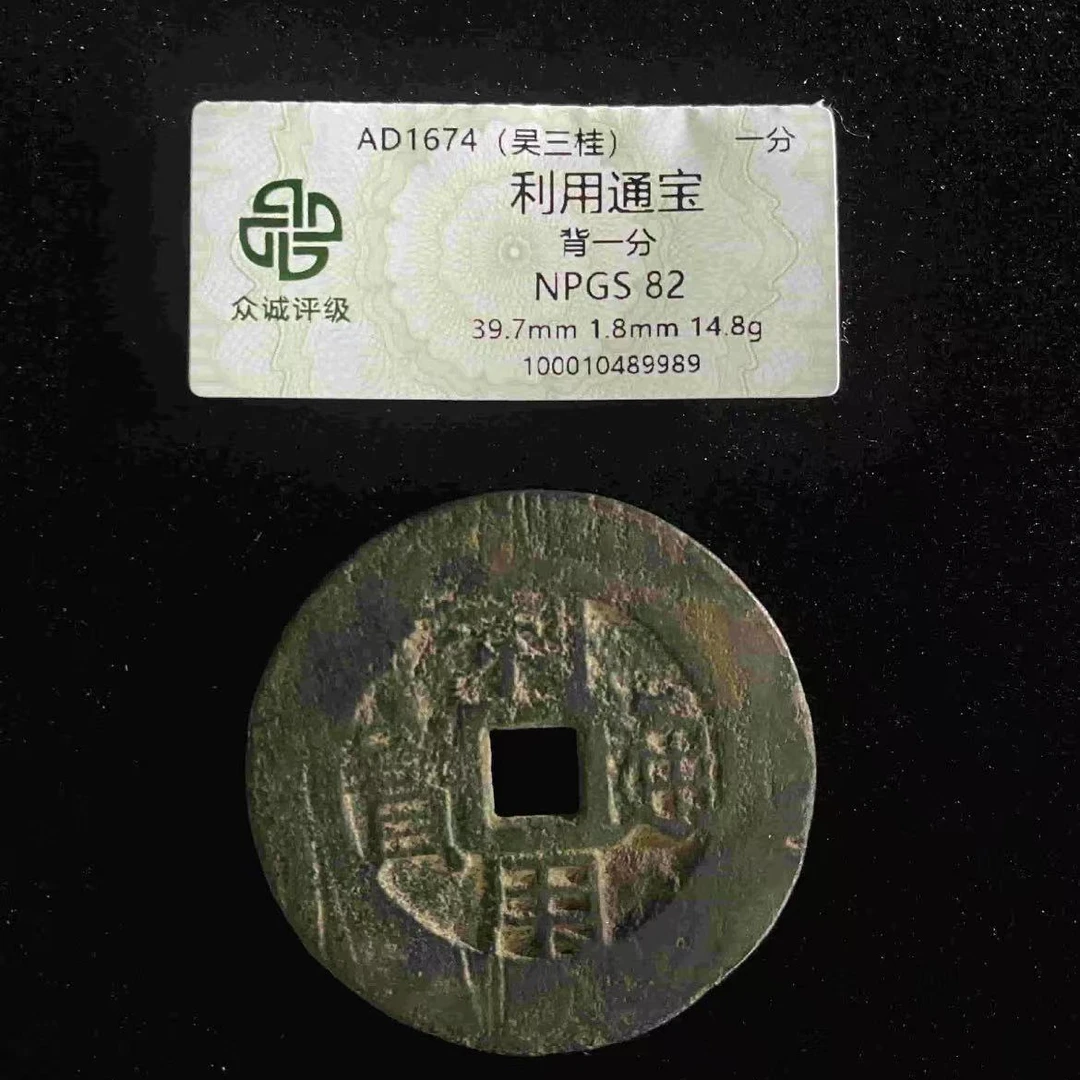 AD1674（吴三桂） 一分
利用通宝
背一分
NPGS 82
39.7mm 1.8mm 14.8g
100010489989
众诚评级
利
通
寳
用